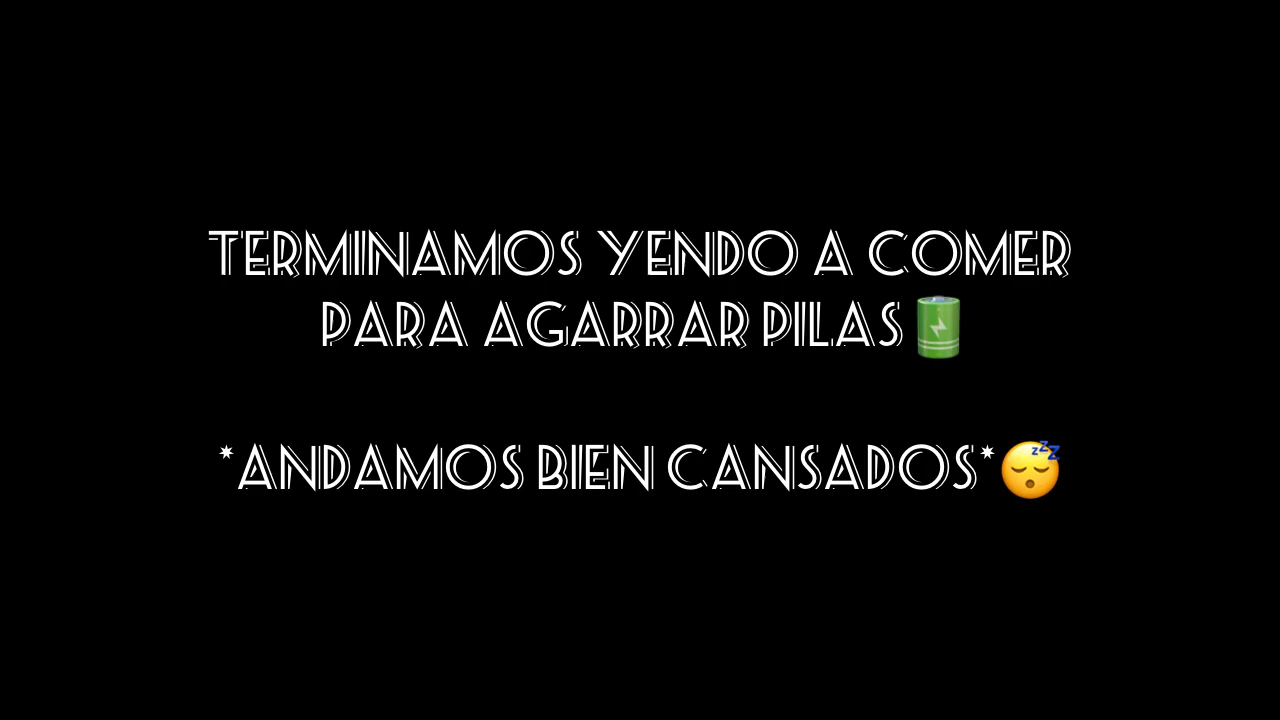 TERMINAMOS YENDO A COMER
PARA AGARRAR PILAS🔋
*ANDAMOS BIEN CANSADOS*😴